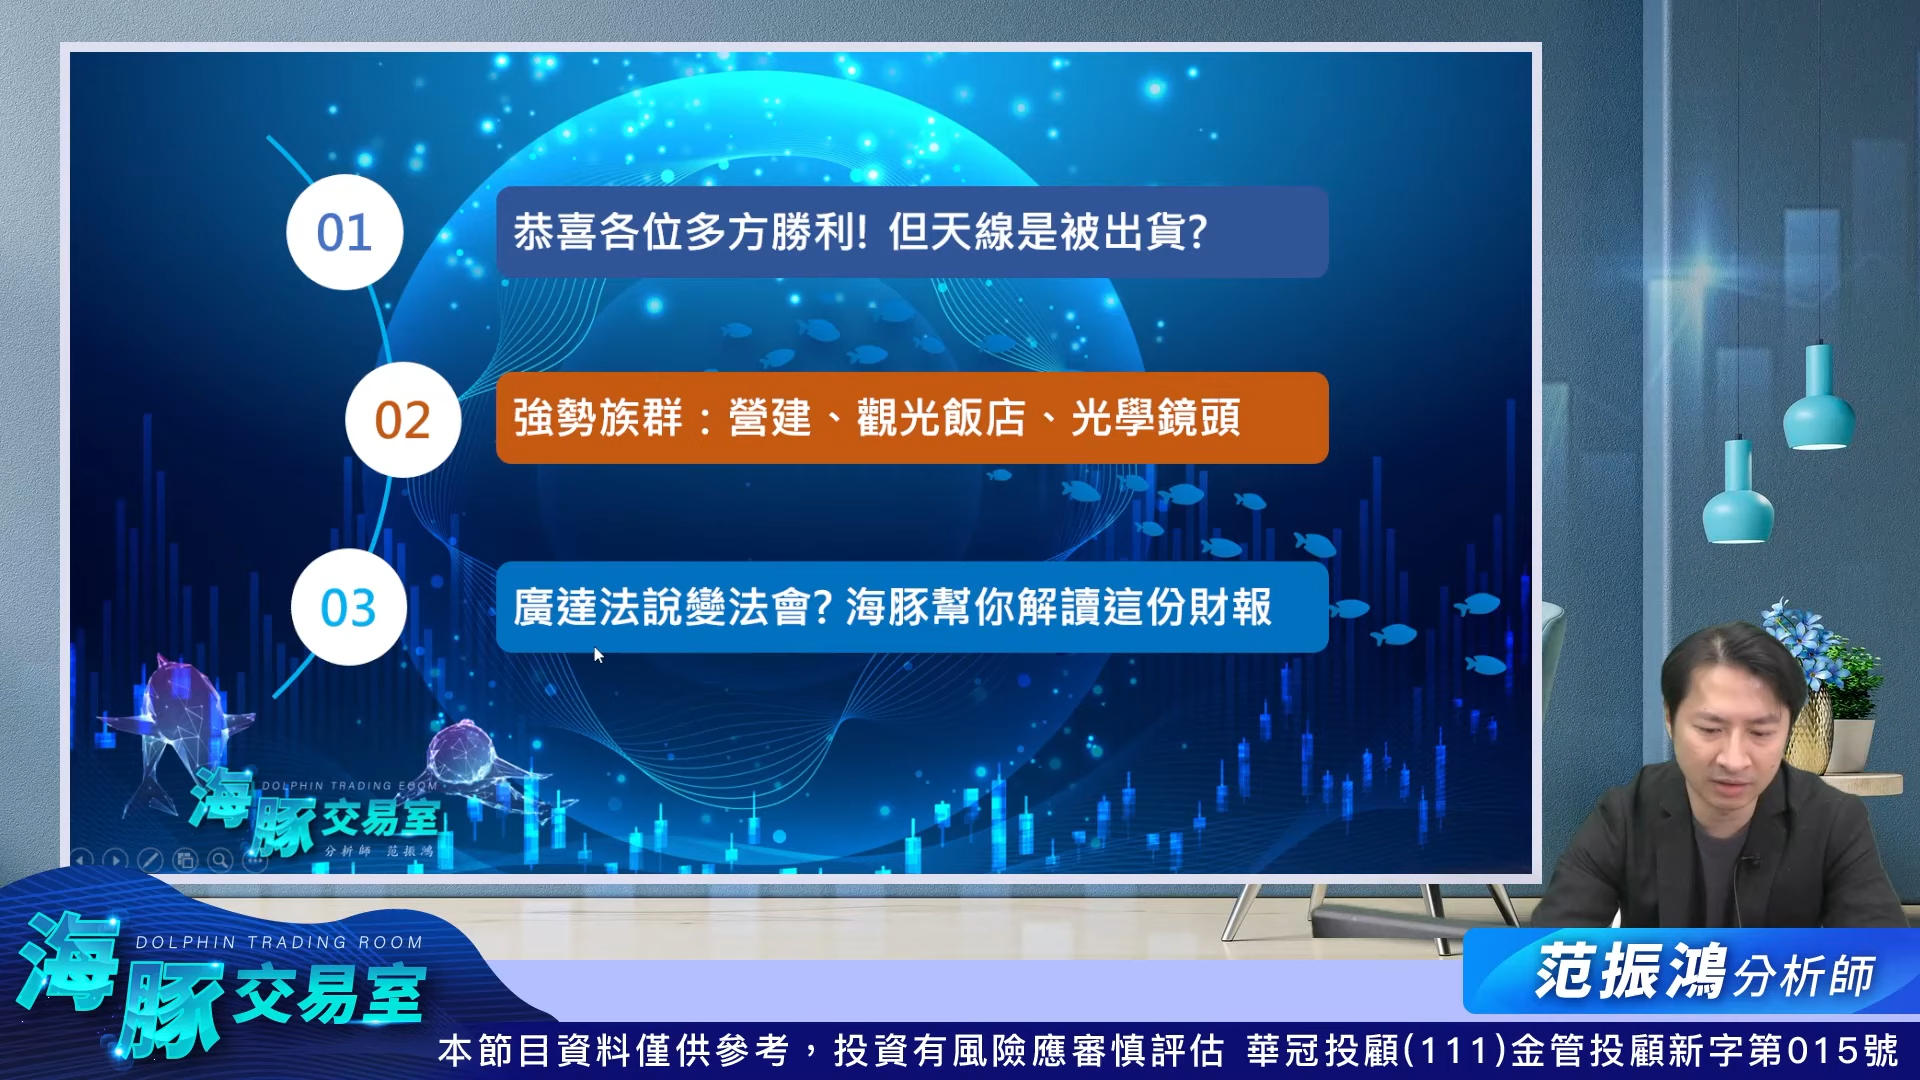 01
恭喜各位多方勝利! 但天線是被出貨?
02
強勢族群：營建、觀光飯店、光學鏡頭
03
廣達法說變法會? 海豚幫你解讀這份財報
DOLPHIN TRADING ROOM
海豚交易室
分析師 范振鴻
DOLPHIN TRADING ROOM
海豚交易室
范振鴻分析師
本節目資料僅供參考，投資有風險應審慎評估 華冠投顧(111)金管投顧新字第015號